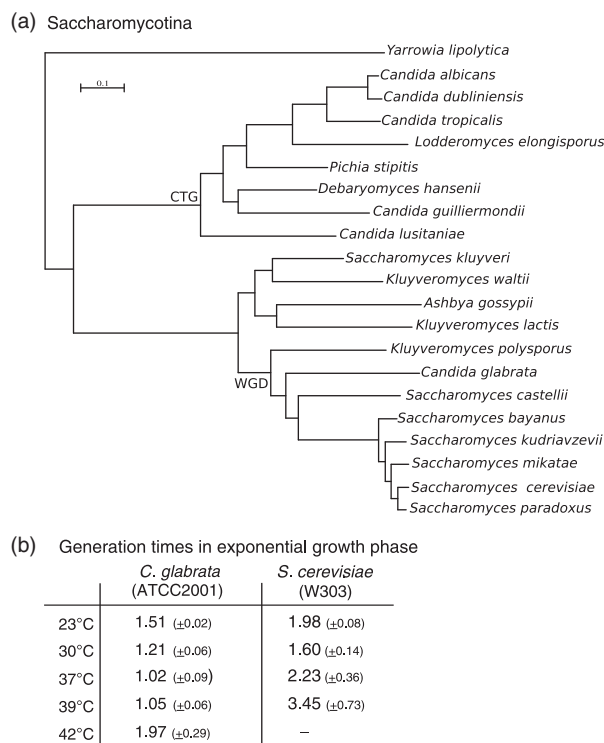 (a) Saccharomycotina
Yarrowia lipolytica
0.1
Candida albicans
Candida dubliniensis
Candida tropicalis
Lodderomyces elongisporus
Pichia stipitis
Debaryomyces hansenii
CTG
Candida guilliermondii
Candida lusitaniae
Saccharomyces kluyveri
Kluyveromyces waltii
Ashbya gossypii
Kluyveromyces lactis
Kluyveromyces polysporus
WGD
Candida glabrata
Saccharomyces castellii
Saccharomyces bayanus
Saccharomyces kudriavzevii
Saccharomyces mikatae
Saccharomyces cerevisiae
Saccharomyces paradoxus
(b) Generation times in exponential growth phase
C. glabrata S. cerevisiae
(ATCC2001) (W303)
23°C 1.51 (±0.02) 1.98 (±0.08)
30°C 1.21 (±0.06) 1.60 (±0.14)
37°C 1.02 (±0.09) 2.23 (±0.36)
39°C 1.05 (±0.06) 3.45 (±0.73)
42°C 1.97 (±0.29) –